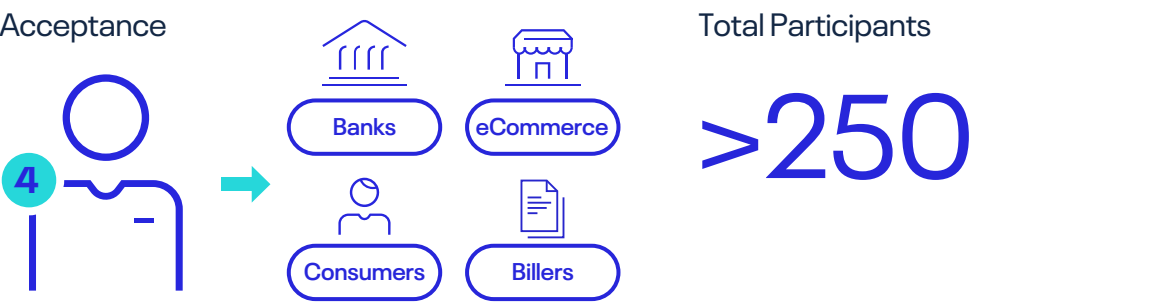 Acceptance
4
Banks
eCommerce
Consumers
Billers
Total Participants
>250